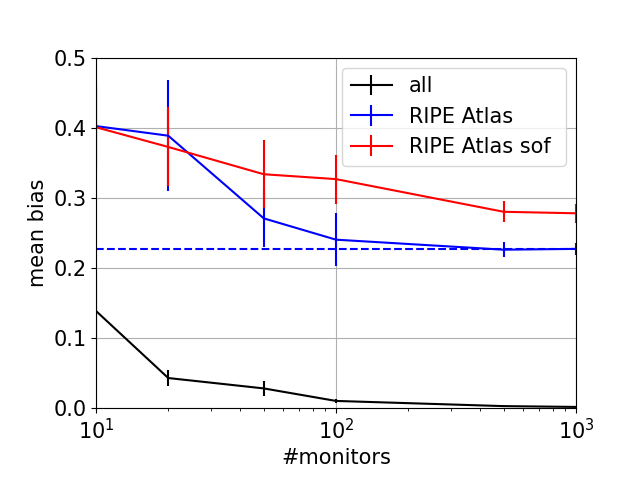 0.5
0.4
0.3
0.2
0.1
0.0
mean bias
10¹
10²
10³
#monitors
all
RIPE Atlas
RIPE Atlas sof